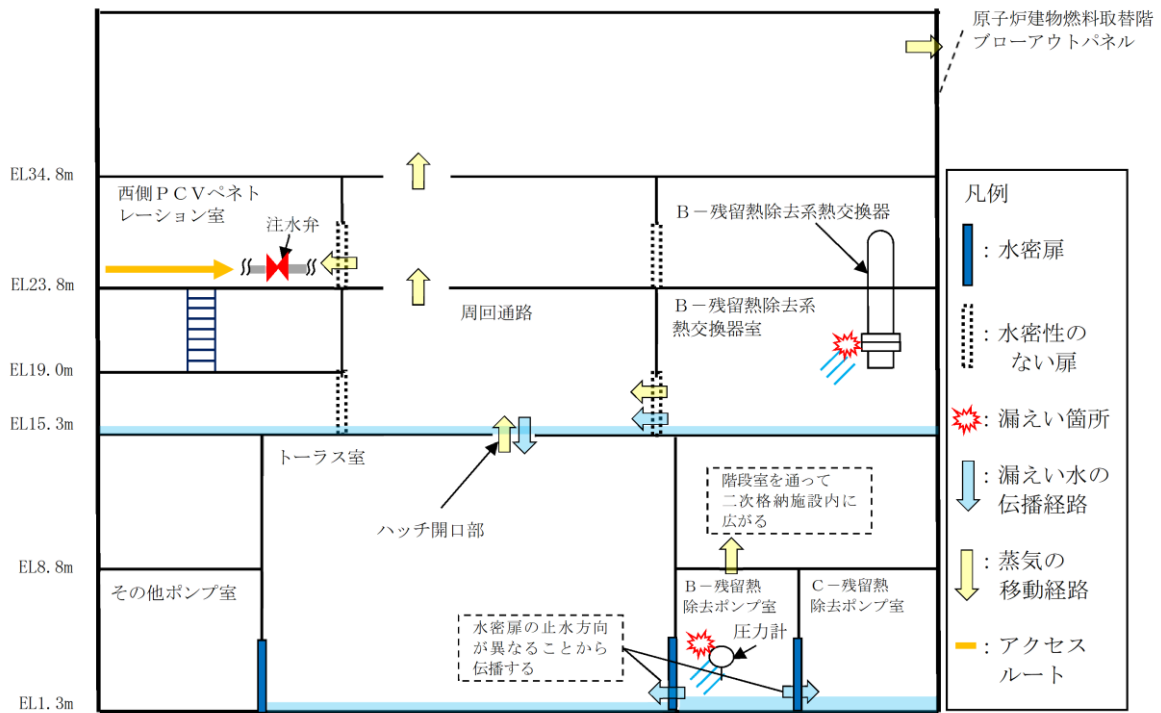 原子炉建物燃料取替階
ブローアウトパネル
EL34.8m
西側ＰＣＶペネト
レーション室
注水弁
Ｂ－残留熱除去系熱交換器
EL23.8m
周回通路
Ｂ－残留熱除去系
熱交換器室
EL19.0m
EL15.3m
トーラス室
ハッチ開口部
階段室を通って
二次格納施設内に
広がる
EL8.8m
その他ポンプ室
Ｂ－残留熱
除去ポンプ室
Ｃ－残留熱
除去ポンプ室
水密扉の止水方向
が異なることから
伝播する
圧力計
EL1.3m
凡例
：水密扉
：水密性の
ない扉
：漏えい箇所
：漏えい水の
伝播経路
：蒸気の
移動経路
：アクセス
ルート